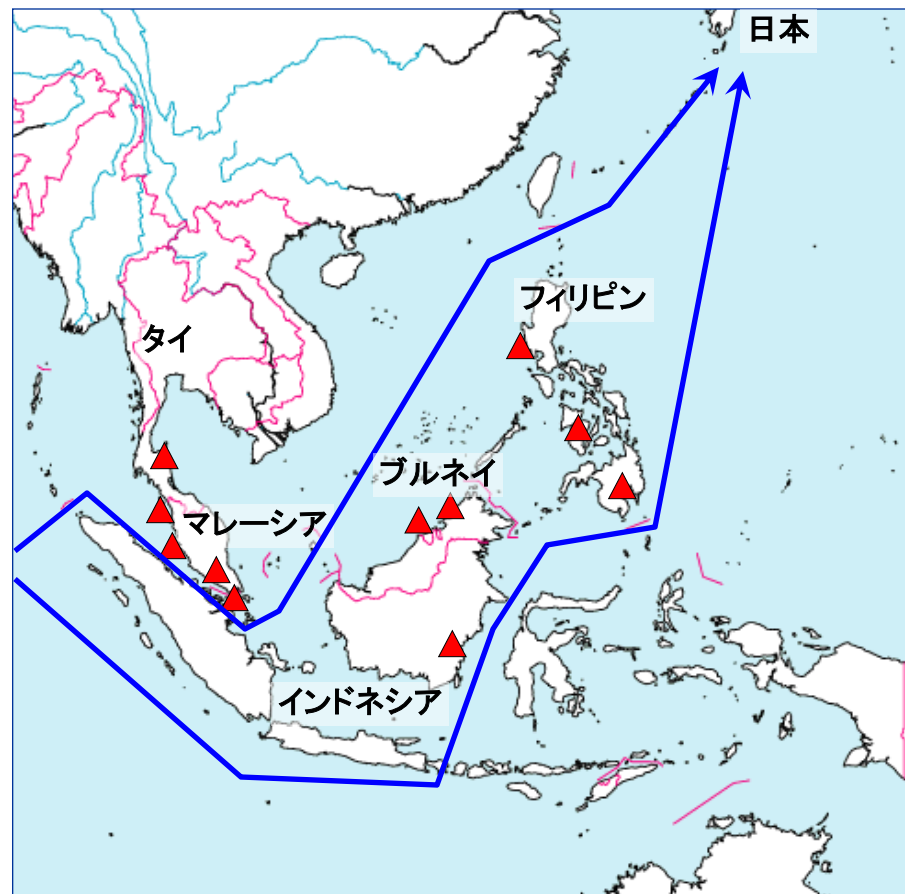 日本
フィリピン
タイ
ブルネイ
マレーシア
インドネシア